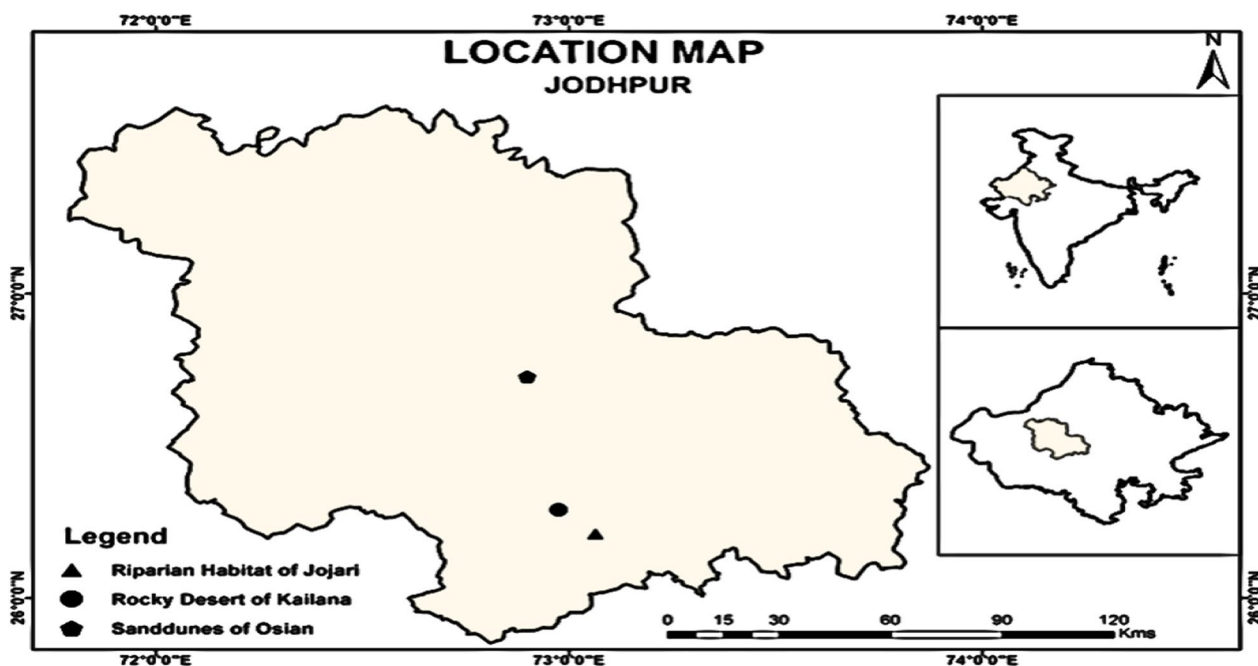 72°0'0"E 73°0'0"E 74°0'0"E
LOCATION MAP
JODHPUR
N
27°0'0"N 27°0'0"N
Legend
Riparian Habitat of Jojari
Rocky Desert of Kailana
Sanddunes of Osian
26°0'0"N 26°0'0"N
0 15 30 60 90 120
Kms
72°0'0"E 73°0'0"E 74°0'0"E